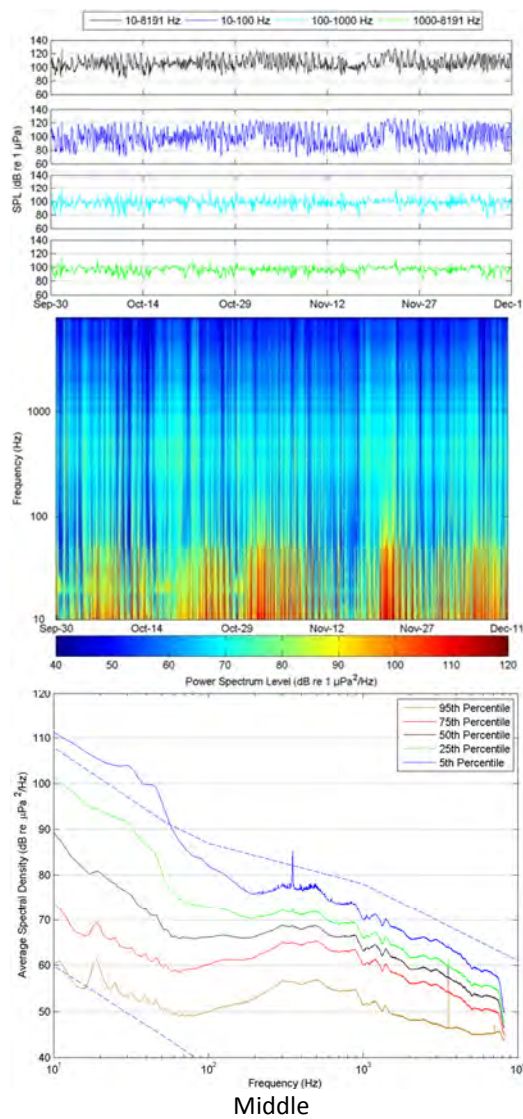 10-8191 Hz 10-100 Hz 100-1000 Hz 1000-8191 Hz
140
120
100
80
60
140
120
100
80
60
140
120
100
80
60
140
120
100
80
60
SPL (dB re 1 µPa)
Sep-30 Oct-14 Oct-29 Nov-12 Nov-27 Dec-11
1000
100
10
Frequency (Hz)
Sep-30 Oct-14 Oct-29 Nov-12 Nov-27 Dec-11
40 50 60 70 80 90 100 110 120
Power Spectrum Level (dB re 1 µPa²/Hz)
120
110
100
90
80
70
60
50
40
Average Spectral Density (dB re µPa²/Hz)
95th Percentile
75th Percentile
50th Percentile
25th Percentile
5th Percentile
10¹ 10² 10³ 10
Frequency (Hz)
Middle